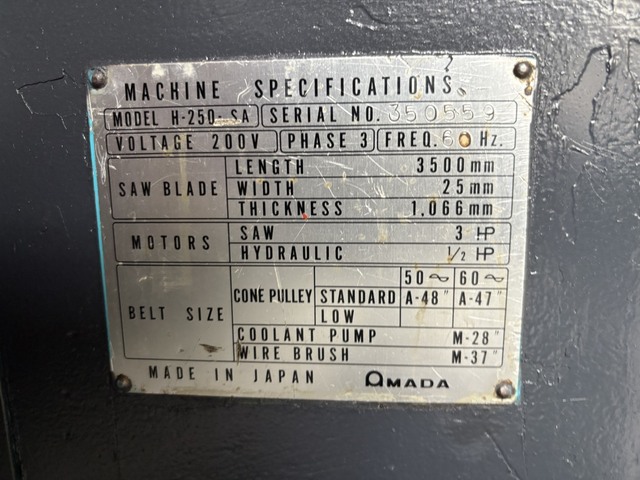 MACHINE SPECIFICATIONS
MODEL H-250-SA SERIAL NO. 350559
VOLTAGE 200V PHASE 3 FREQ. 60 Hz.
SAW BLADE
LENGTH 3500mm
WIDTH 25mm
THICKNESS 1.066mm
MOTORS
SAW 3 HP
HYDRAULIC 1/2 HP
BELT SIZE
CONE PULLEY
50~ 60~
STANDARD A-48" A-47"
LOW
COOLANT PUMP M-28"
WIRE BRUSH M-37"
MADE IN JAPAN AMADA